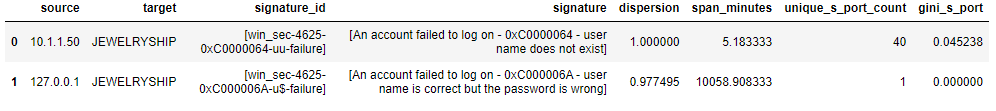 source target signature_id signature dispersion span_minutes unique_s_port_count gini_s_port
0 10.1.1.50 JEWELRYSHIP [win_sec-4625-0xC0000064-uu-failure] [An account failed to log on - 0xC0000064 - user name does not exist] 1.000000 5.183333 40 0.045238
1 127.0.0.1 JEWELRYSHIP [win_sec-4625-0xC000006A-u$-failure] [An account failed to log on - 0xC000006A - user name is correct but the password is wrong] 0.977495 10058.908333 1 0.000000